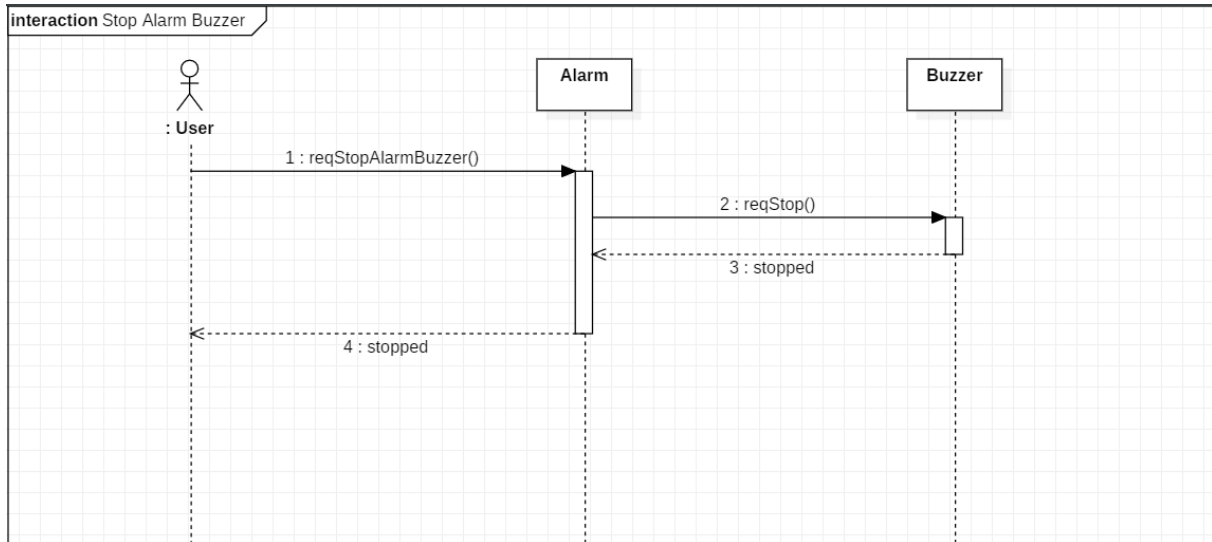 interaction Stop Alarm Buzzer
Alarm
Buzzer
: User
1 : reqStopAlarmBuzzer()
2 : reqStop()
3 : stopped
4 : stopped